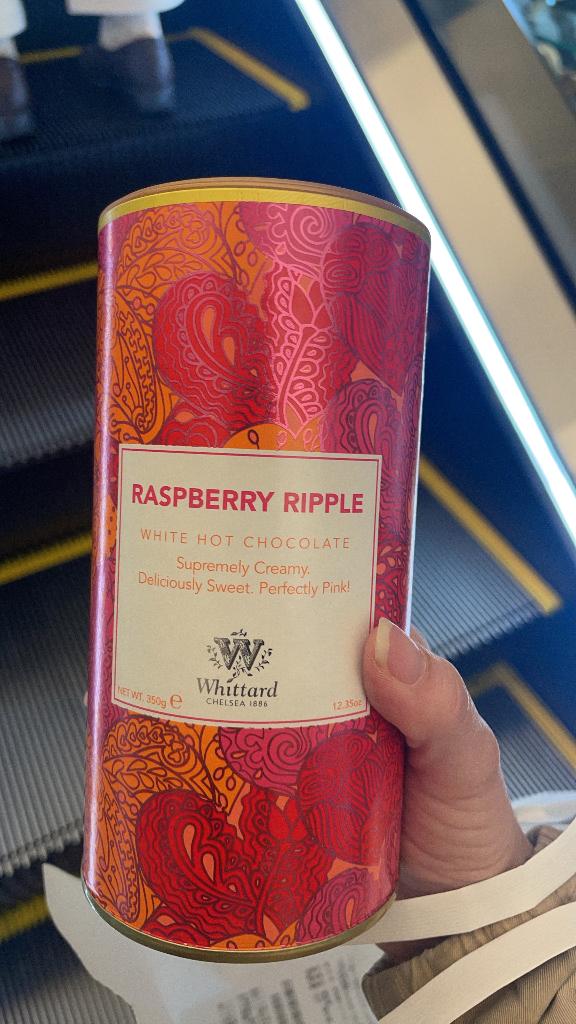 RASPBERRY RIPPLE
WHITE HOT CHOCOLATE
Supremely Creamy.
Deliciously Sweet. Perfectly Pink!
W
Whittard
CHELSEA 1886
NET WT. 350g e
12.35oz